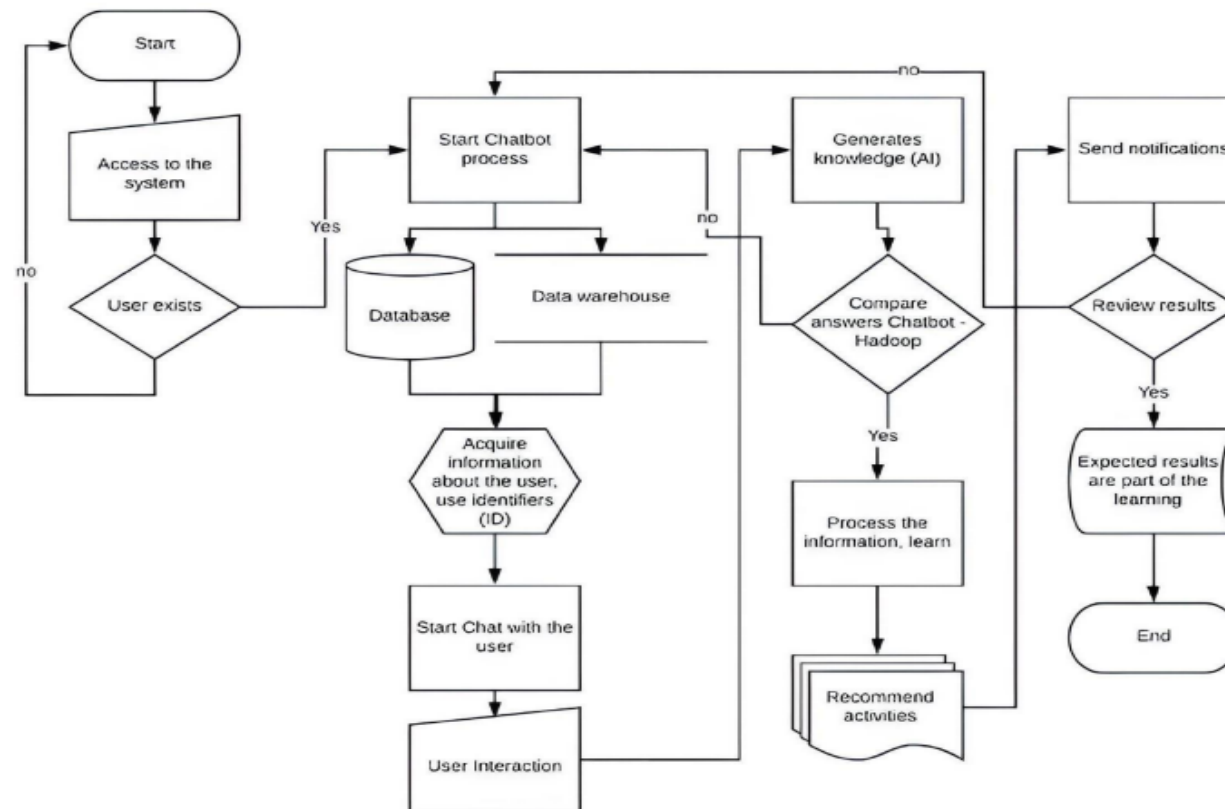 Start
Access to the
system
no
User exists
Yes
Start Chatbot
process
Database
Data warehouse
Acquire
information
about the user,
use identifiers
(ID)
Start Chat with the
user
User Interaction
no
Generates
knowledge (AI)
no
Compare
answers Chatbot -
Hadoop
Yes
Process the
information, learn
Recommend
activities
Send notifications
Review results
Yes
Expected results
are part of the
learning
End